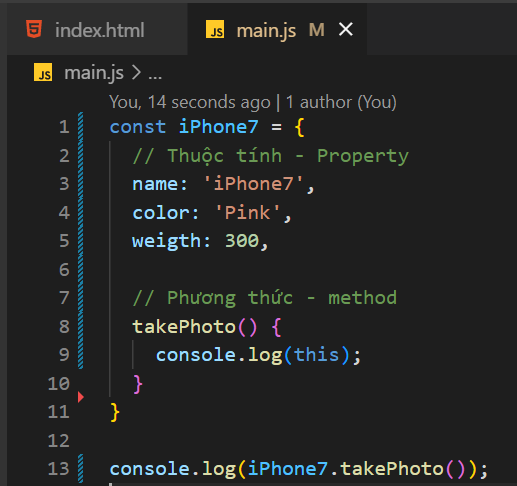 index.html
JS main.js M ×
JS main.js > ...
You, 14 seconds ago | 1 author (You)
1 const iPhone7 = {
2 // Thuộc tính - Property
3 name: 'iPhone7',
4 color: 'Pink',
5 weigth: 300,
6
7 // Phương thức - method
8 takePhoto() {
9 console.log(this);
10 }
11 }
12
13 console.log(iPhone7.takePhoto());